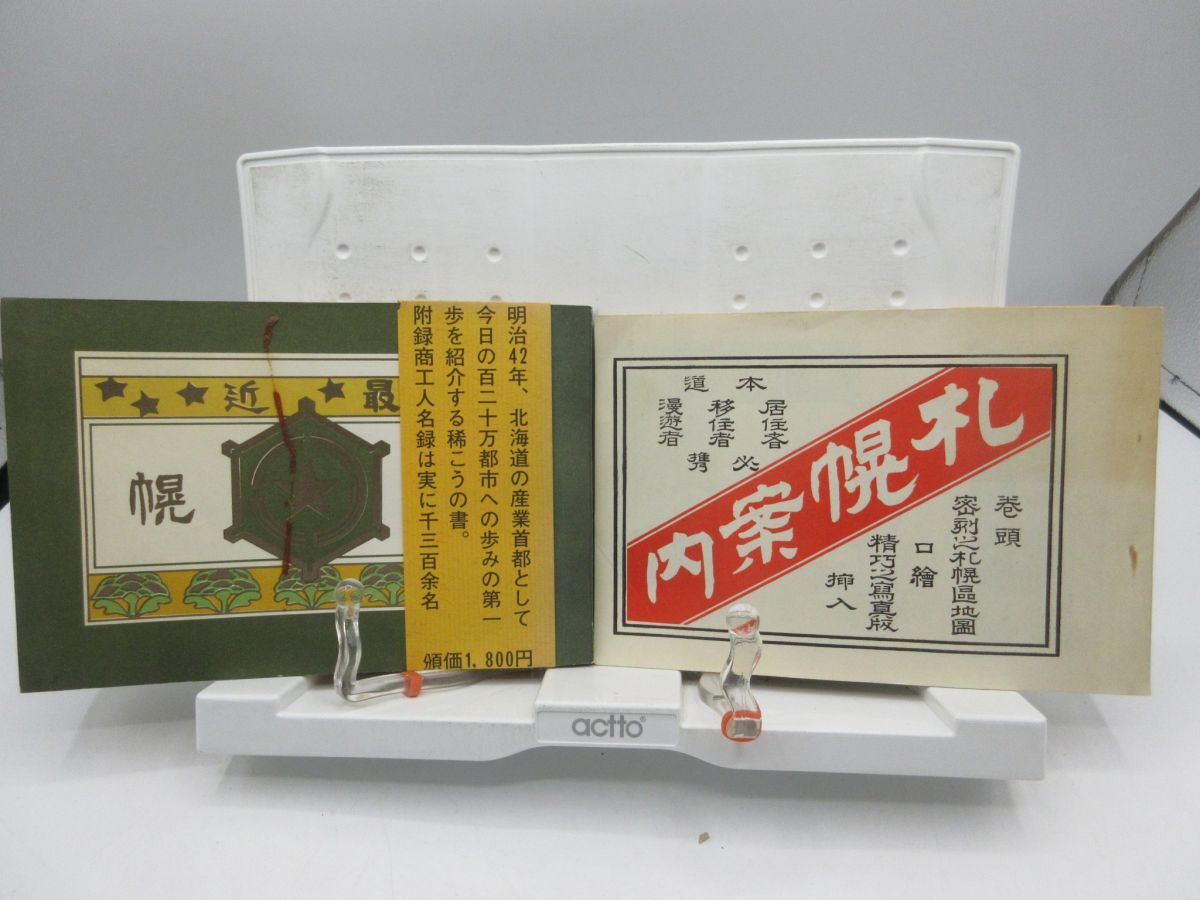 最近
幌
明治42年、北海道の産業首都として
今日の百二十万都市への歩みの第一
歩を紹介する稀こうの書。
附録商工人名録は実に千三百余名
頒価1,800円
札幌案内
本道
居住客
移住者
漫遊者
必携
巻頭
密刻之札幌區地圖
口繪
精巧之寫真版
挿入
actto